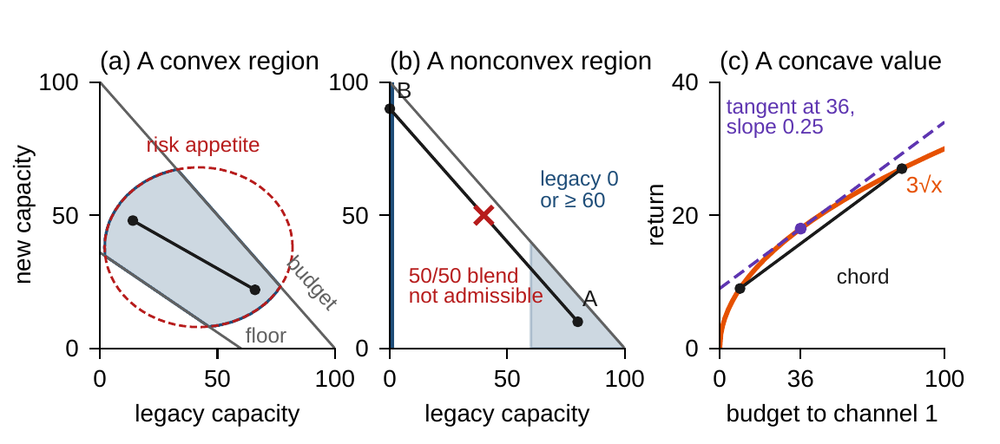 (a) A convex region
100
50
0
0
50
100
new capacity
legacy capacity
risk appetite
budget
floor
(b) A nonconvex region
100
50
0
0
50
100
legacy capacity
B
legacy 0
or ≥ 60
50/50 blend
not admissible
A
(c) A concave value
40
20
0
0
36
100
return
budget to channel 1
tangent at 36,
slope 0.25
3√x
chord